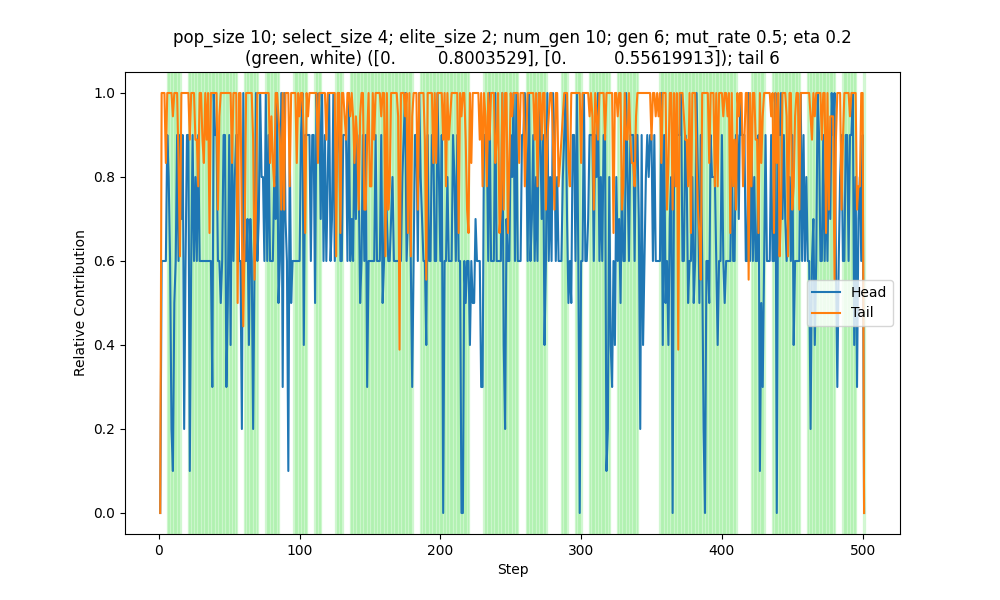 pop_size 10; select_size 4; elite_size 2; num_gen 10; gen 6; mut_rate 0.5; eta 0.2
(green, white) ([0. 0.8003529], [0. 0.55619913]); tail 6
Relative Contribution
1.0
0.8
0.6
0.4
0.2
0.0
Head
Tail
0 100 200 300 400 500
Step